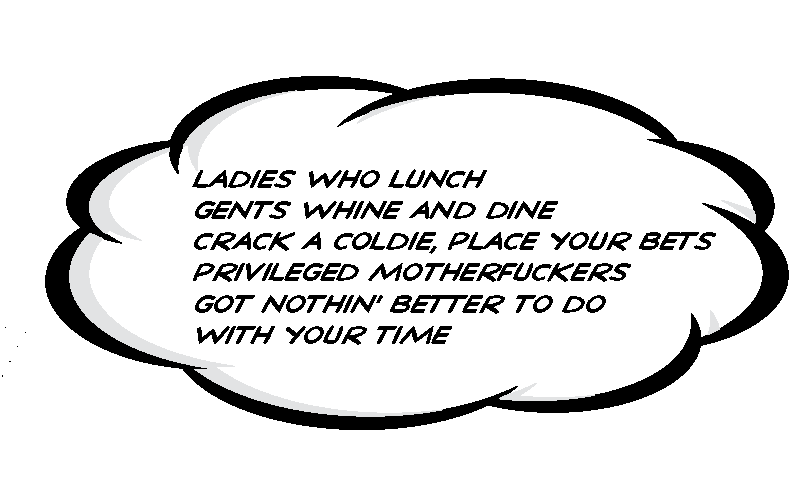 LADIES WHO LUNCH
GENTS WHINE AND DINE
CRACK A COLDIE, PLACE YOUR BETS
PRIVILEGED MOTHERFUCKERS
GOT NOTHIN' BETTER TO DO
WITH YOUR TIME